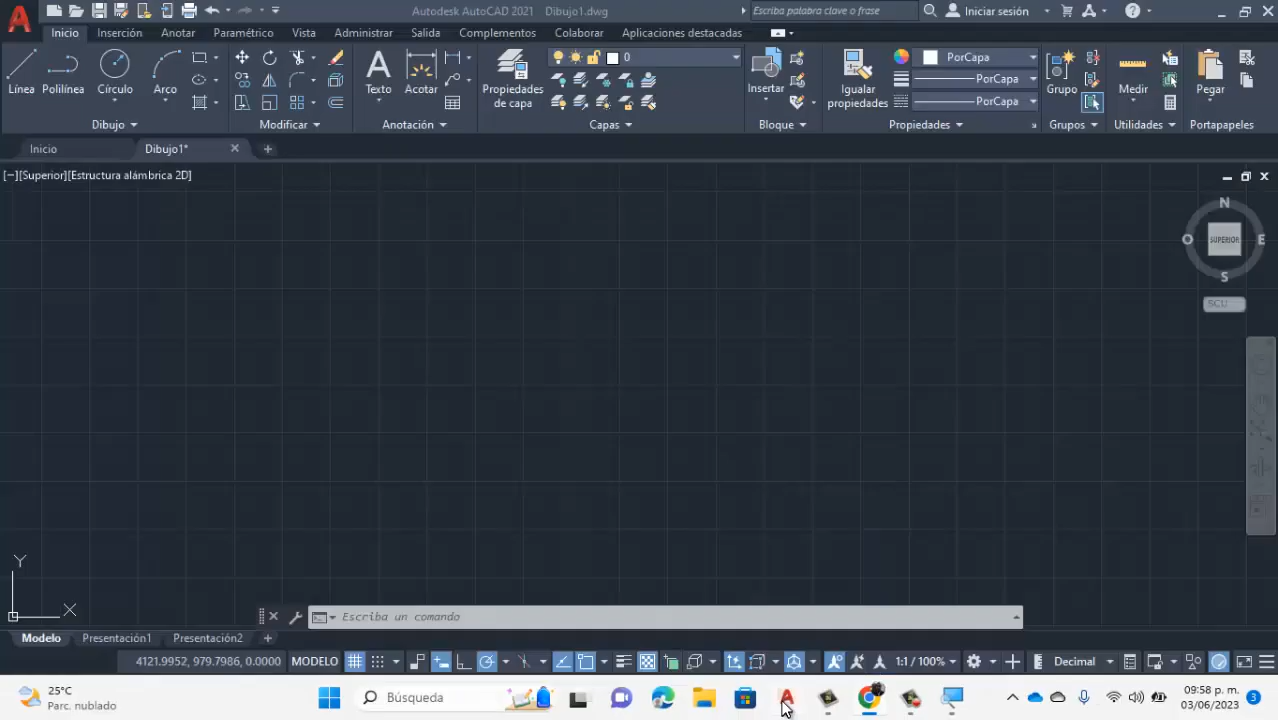 Autodesk AutoCAD 2021 Dibujo1.dwg
Escriba palabra clave o frase
Iniciar sesión
Inicio Inserción Anotar Paramétrico Vista Administrar Salida Complementos Colaborar Aplicaciones destacadas
Línea
Polilínea
Círculo
Arco
Texto
Acotar
Propiedades
de capa
0
Insertar
Igualar
propiedades
PorCapa
PorCapa
PorCapa
Grupo
Medir
Pegar
Dibujo
Modificar
Anotación
Capas
Bloque
Propiedades
Grupos
Utilidades
Portapapeles
Inicio
Dibujo1*
[−][Superior][Estructura alámbrica 2D]
N
O
SUPERIOR
E
S
SCU
Y
X
Escriba un comando
Modelo Presentación1 Presentación2 +
4121.9952, 979.7986, 0.0000 MODELO
1:1 / 100%
Decimal
25°C
Parc. nublado
Búsqueda
09:58 p. m.
03/06/2023
3